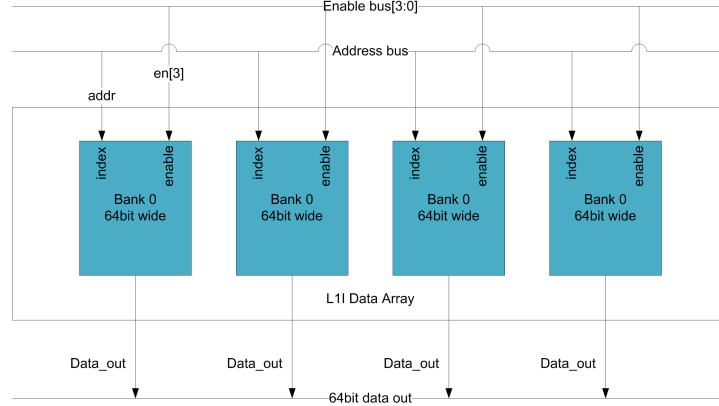 Enable bus[3:0]
Address bus
en[3]
addr
index
enable
index
enable
index
enable
index
enable
Bank 0
64bit wide
Bank 0
64bit wide
Bank 0
64bit wide
Bank 0
64bit wide
L1I Data Array
Data_out
Data_out
Data_out
Data_out
64bit data out